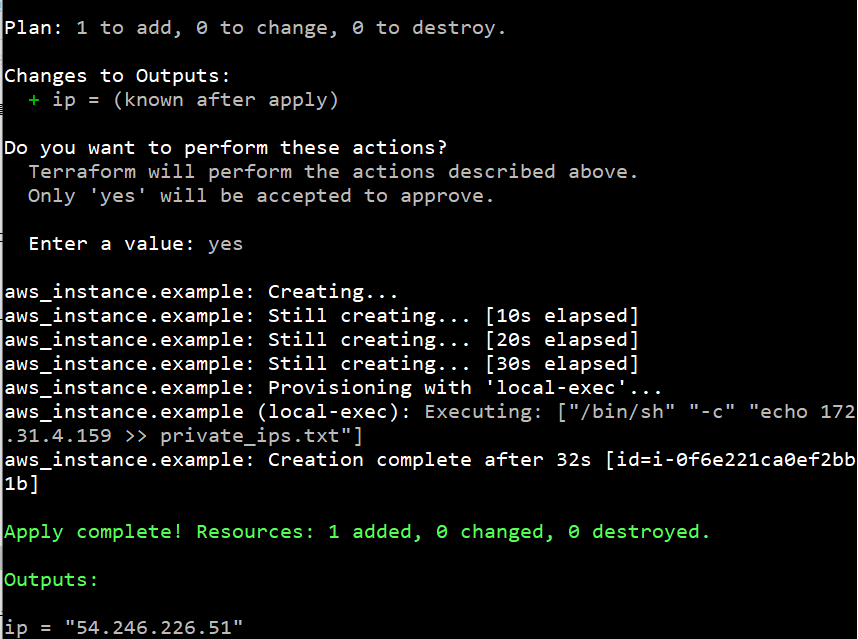 Plan: 1 to add, 0 to change, 0 to destroy.
Changes to Outputs:
+ ip = (known after apply)
Do you want to perform these actions?
Terraform will perform the actions described above.
Only 'yes' will be accepted to approve.
Enter a value: yes
aws_instance.example: Creating...
aws_instance.example: Still creating... [10s elapsed]
aws_instance.example: Still creating... [20s elapsed]
aws_instance.example: Still creating... [30s elapsed]
aws_instance.example: Provisioning with 'local-exec'...
aws_instance.example (local-exec): Executing: ["/bin/sh" "-c" "echo 172
.31.4.159 >> private_ips.txt"]
aws_instance.example: Creation complete after 32s [id=i-0f6e221ca0ef2bb
1b]
Apply complete! Resources: 1 added, 0 changed, 0 destroyed.
Outputs:
ip = "54.246.226.51"